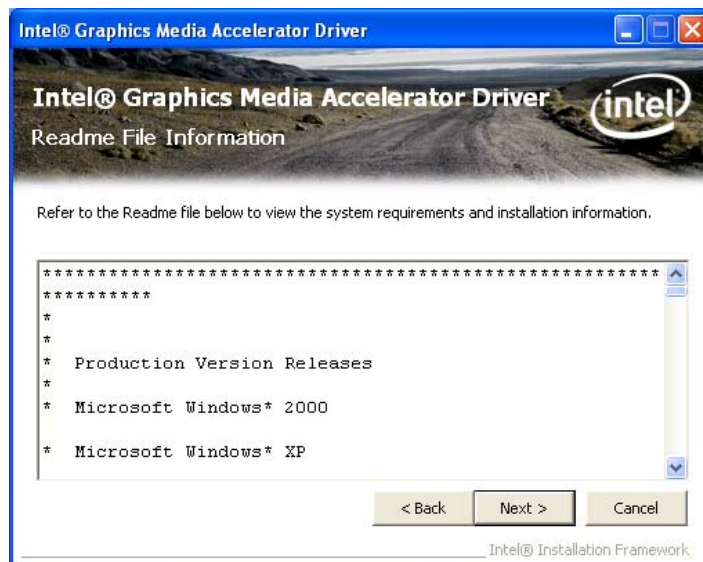 Intel® Graphics Media Accelerator Driver
Intel® Graphics Media Accelerator Driver
intel
Readme File Information
Refer to the Readme file below to view the system requirements and installation information.
*********************************************************
**********
*
*
* Production Version Releases
*
* Microsoft Windows* 2000
* Microsoft Windows* XP
< Back Next > Cancel
Intel® Installation Framework